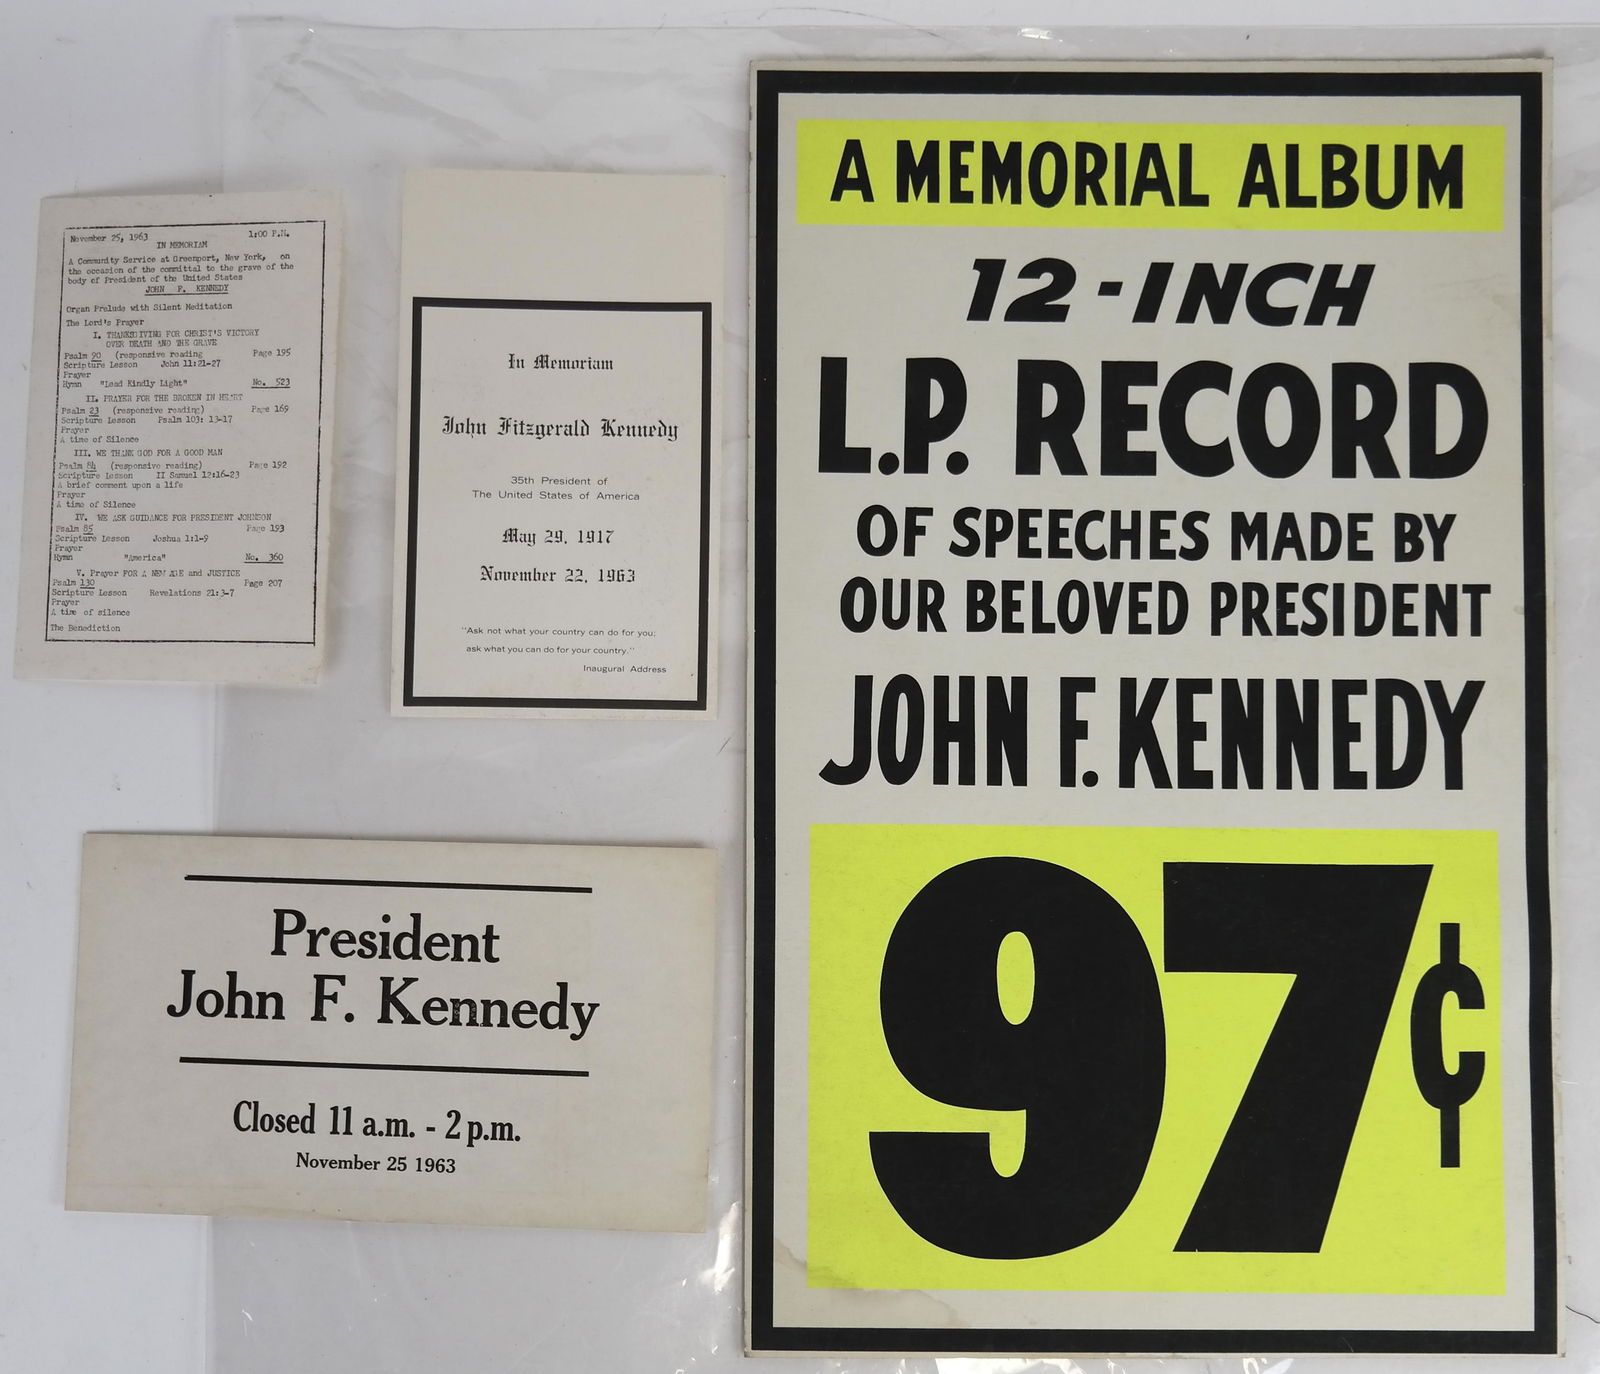 November 25, 1963 1:00 P.M.
IN MEMORIAM
A Community Service at Greenport, New York, on
the occasion of the committal to the grave of the
body of President of the United States
JOHN F. KENNEDY
Organ Prelude with Silent Meditation
The Lord's Prayer
I. THANKSGIVING FOR CHRIST'S VICTORY
OVER DEATH AND THE GRAVE
Psalm 90 (responsive reading Page 195
Scripture Lesson John 11:21-27
Prayer
Hymn "Lead Kindly Light" No. 523
II. PRAYER FOR THE BROKEN IN HEART
Psalm 23 (responsive reading) Page 169
Scripture Lesson Psalm 103: 13-17
Prayer
A time of Silence
III. WE THANK GOD FOR A GOOD MAN
Psalm 84 (responsive reading) Page 192
Scripture Lesson II Samuel 12:16-23
A brief comment upon a life
Prayer
A time of Silence
IV. WE ASK GUIDANCE FOR PRESIDENT JOHNSON
Psalm 85 Page 193
Scripture Lesson Joshua 1:1-9
Prayer
Hymn "America" No. 360
V. Prayer FOR A NEW AGE and JUSTICE
Psalm 130 Page 207
Scripture Lesson Revelations 21:3-7
Prayer
A time of silence
The Benediction
In Memoriam
John Fitzgerald Kennedy
35th President of
The United States of America
May 29, 1917
November 22, 1963
"Ask not what your country can do for you;
ask what you can do for your country."
Inaugural Address
President
John F. Kennedy
Closed 11 a.m. - 2 p.m.
November 25 1963
A MEMORIAL ALBUM
12-INCH
L.P. RECORD
OF SPEECHES MADE BY
OUR BELOVED PRESIDENT
JOHN F. KENNEDY
97¢